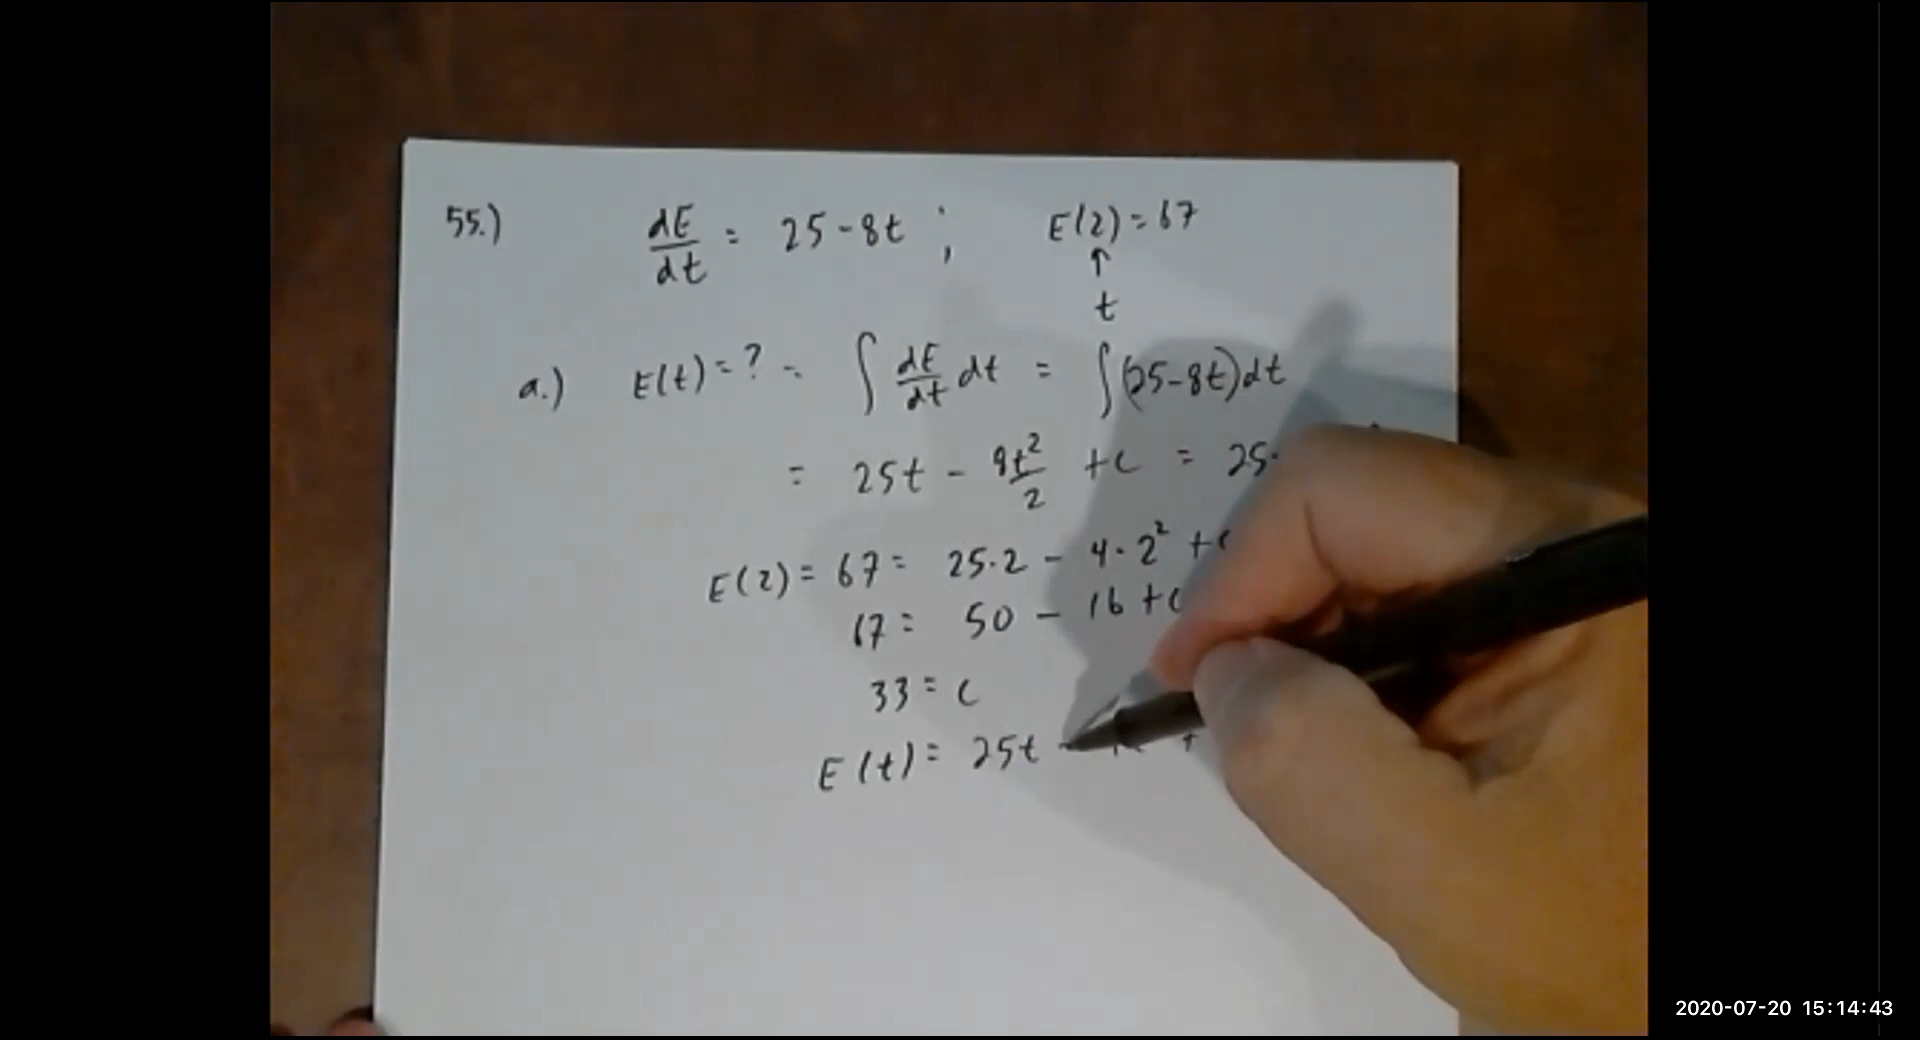 55.) dE/dt = 25 - 8t ; E(2) = 67
↑
t
a.) E(t) = ? = ∫ dE/dt dt = ∫(25-8t)dt
= 25t - 8t²/2 + c = 25
E(2) = 67 = 25·2 - 4·2² + c
67 = 50 - 16 + c
33 = c
E(t) = 25t -
2020-07-20 15:14:43